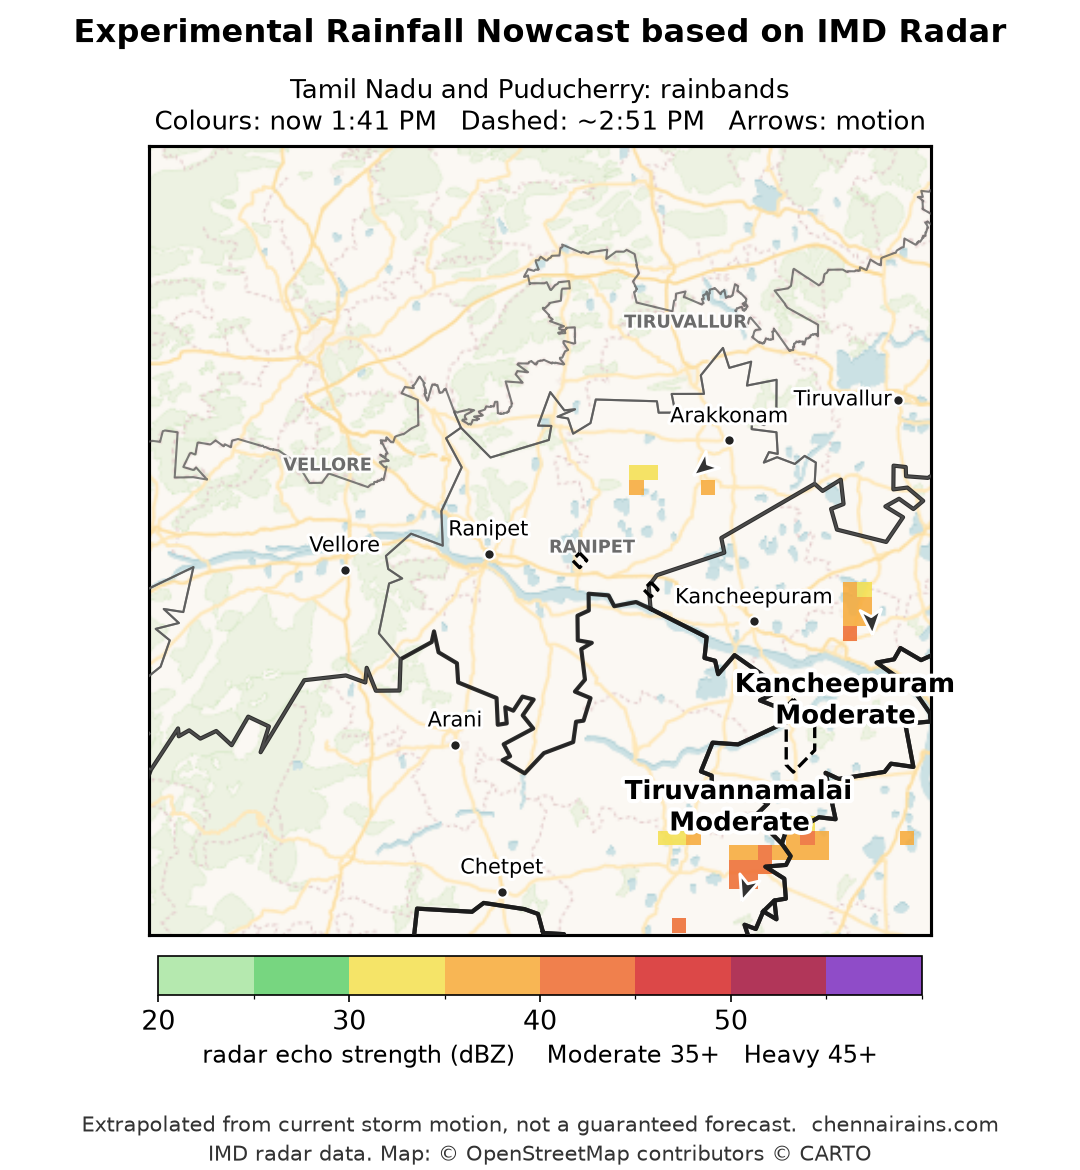 Experimental Rainfall Nowcast based on IMD Radar
Tamil Nadu and Puducherry: rainbands
Colours: now 1:41 PM   Dashed: ~2:51 PM   Arrows: motion
TIRUVALLUR
Tiruvallur
Arakkonam
VELLORE
Ranipet
Vellore
RANIPET
Kancheepuram
Kancheepuram
Moderate
Arani
Tiruvannamalai
Moderate
Chetpet
20 30 40 50
radar echo strength (dBZ)   Moderate 35+   Heavy 45+
Extrapolated from current storm motion, not a guaranteed forecast.  chennairains.com
IMD radar data. Map: © OpenStreetMap contributors © CARTO